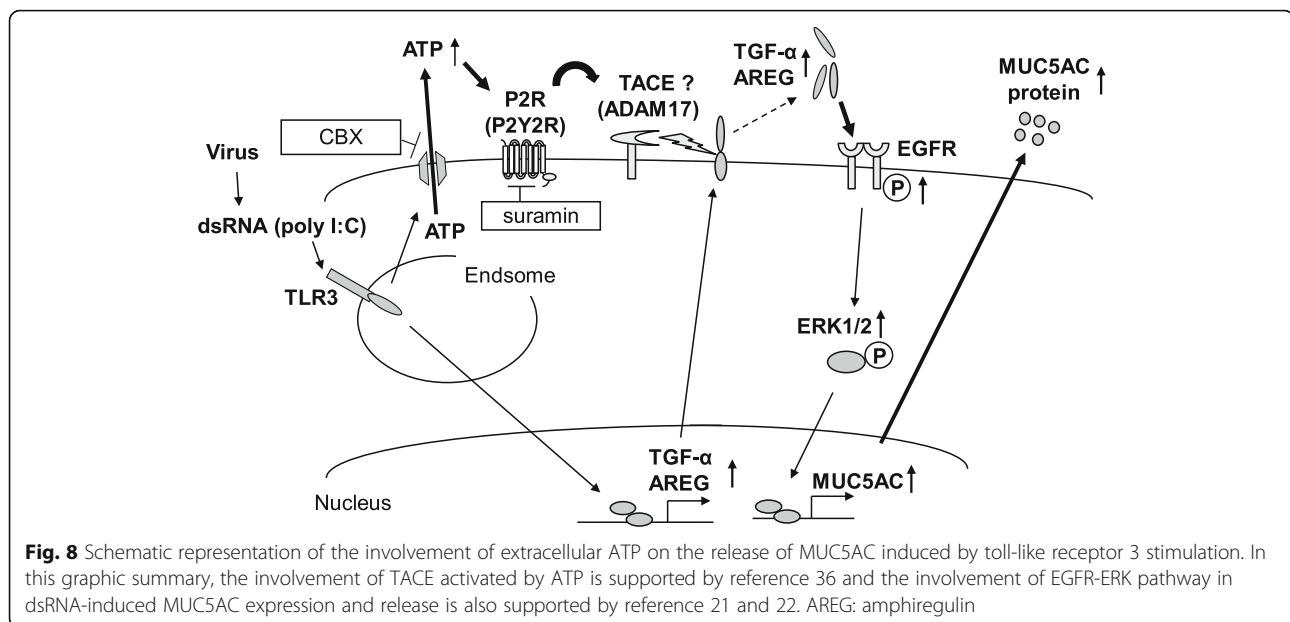 ATP
P2R
(P2Y2R)
TACE ?
(ADAM17)
TGF-α
AREG
MUC5AC
protein
CBX
Virus
EGFR
P
suramin
dsRNA (poly I:C)
ATP
Endsome
TLR3
ERK1/2
P
TGF-α
AREG
MUC5AC
Nucleus
Fig. 8 Schematic representation of the involvement of extracellular ATP on the release of MUC5AC induced by toll-like receptor 3 stimulation. In
this graphic summary, the involvement of TACE activated by ATP is supported by reference 36 and the involvement of EGFR-ERK pathway in
dsRNA-induced MUC5AC expression and release is also supported by reference 21 and 22. AREG: amphiregulin